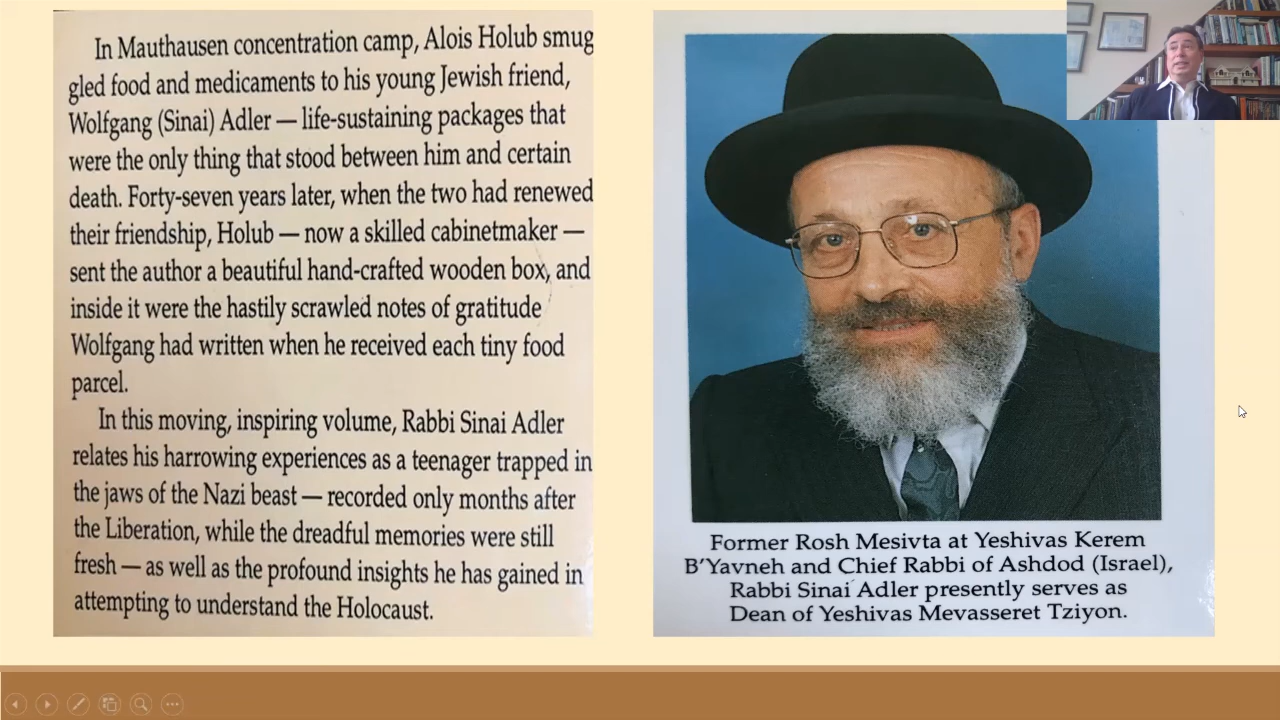 In Mauthausen concentration camp, Alois Holub smug
gled food and medicaments to his young Jewish friend,
Wolfgang (Sinai) Adler — life-sustaining packages that
were the only thing that stood between him and certain
death. Forty-seven years later, when the two had renewed
their friendship, Holub — now a skilled cabinetmaker —
sent the author a beautiful hand-crafted wooden box, and
inside it were the hastily scrawled notes of gratitude
Wolfgang had written when he received each tiny food
parcel.
In this moving, inspiring volume, Rabbi Sinai Adler
relates his harrowing experiences as a teenager trapped in
the jaws of the Nazi beast — recorded only months after
the Liberation, while the dreadful memories were still
fresh — as well as the profound insights he has gained in
attempting to understand the Holocaust.
Former Rosh Mesivta at Yeshivas Kerem
B'Yavneh and Chief Rabbi of Ashdod (Israel),
Rabbi Sinai Adler presently serves as
Dean of Yeshivas Mevasseret Tziyon.